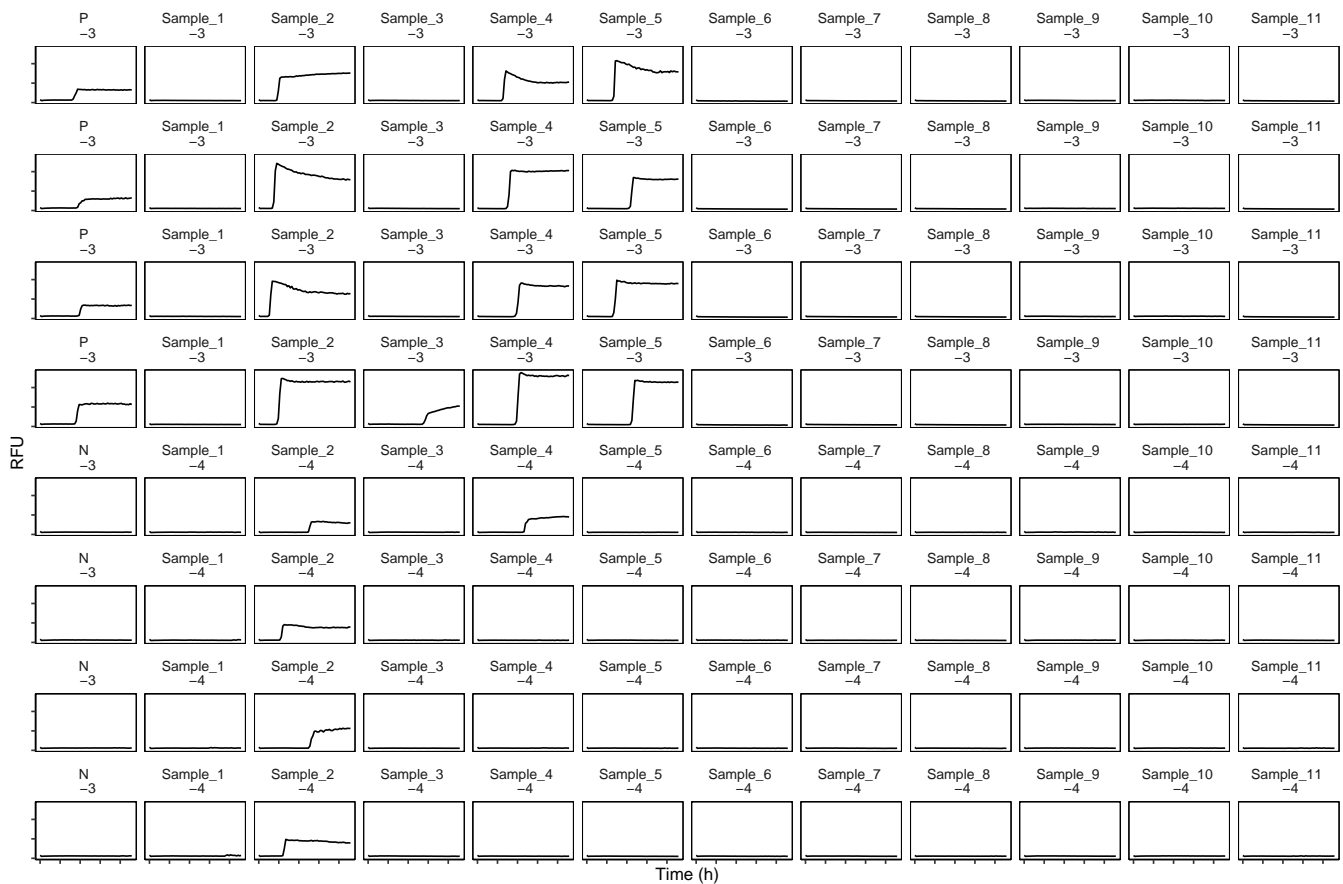 P Sample_1 Sample_2 Sample_3 Sample_4 Sample_5 Sample_6 Sample_7 Sample_8 Sample_9 Sample_10 Sample_11
−3 −3 −3 −3 −3 −3 −3 −3 −3 −3 −3 −3
P Sample_1 Sample_2 Sample_3 Sample_4 Sample_5 Sample_6 Sample_7 Sample_8 Sample_9 Sample_10 Sample_11
−3 −3 −3 −3 −3 −3 −3 −3 −3 −3 −3 −3
P Sample_1 Sample_2 Sample_3 Sample_4 Sample_5 Sample_6 Sample_7 Sample_8 Sample_9 Sample_10 Sample_11
−3 −3 −3 −3 −3 −3 −3 −3 −3 −3 −3 −3
P Sample_1 Sample_2 Sample_3 Sample_4 Sample_5 Sample_6 Sample_7 Sample_8 Sample_9 Sample_10 Sample_11
−3 −3 −3 −3 −3 −3 −3 −3 −3 −3 −3 −3
RFU
N Sample_1 Sample_2 Sample_3 Sample_4 Sample_5 Sample_6 Sample_7 Sample_8 Sample_9 Sample_10 Sample_11
−3 −4 −4 −4 −4 −4 −4 −4 −4 −4 −4 −4
N Sample_1 Sample_2 Sample_3 Sample_4 Sample_5 Sample_6 Sample_7 Sample_8 Sample_9 Sample_10 Sample_11
−3 −4 −4 −4 −4 −4 −4 −4 −4 −4 −4 −4
N Sample_1 Sample_2 Sample_3 Sample_4 Sample_5 Sample_6 Sample_7 Sample_8 Sample_9 Sample_10 Sample_11
−3 −4 −4 −4 −4 −4 −4 −4 −4 −4 −4 −4
N Sample_1 Sample_2 Sample_3 Sample_4 Sample_5 Sample_6 Sample_7 Sample_8 Sample_9 Sample_10 Sample_11
−3 −4 −4 −4 −4 −4 −4 −4 −4 −4 −4 −4
Time (h)